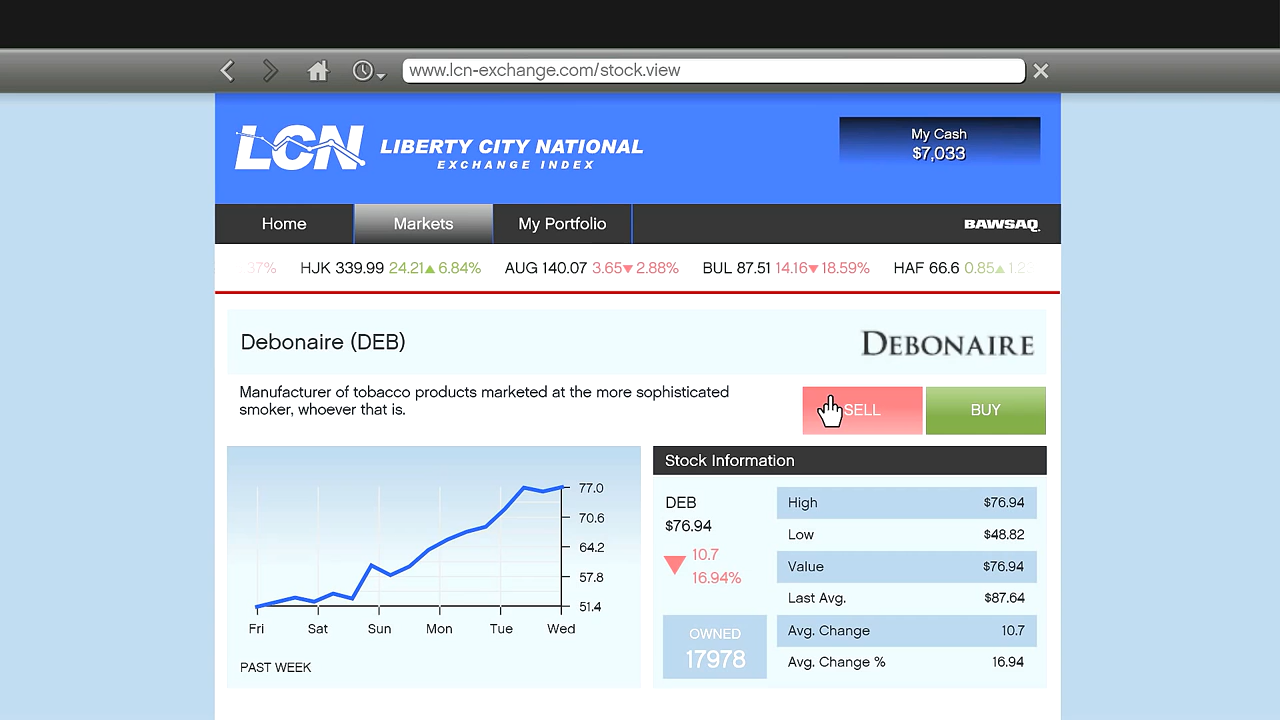 www.lcn-exchange.com/stock.view
LCN LIBERTY CITY NATIONAL
EXCHANGE INDEX
My Cash
$7,033
Home Markets My Portfolio BAWSAQ
37% HJK 339.99 24.21▲6.84% AUG 140.07 3.65▼2.88% BUL 87.51 14.16▼18.59% HAF 66.6 0.85▲
Debonaire (DEB)
DEBONAIRE
Manufacturer of tobacco products marketed at the more sophisticated
smoker, whoever that is.
SELL BUY
77.0
70.6
64.2
57.8
51.4
Fri Sat Sun Mon Tue Wed
PAST WEEK
Stock Information
DEB
$76.94
▼ 10.7
16.94%
OWNED
17978
High $76.94
Low $48.82
Value $76.94
Last Avg. $87.64
Avg. Change 10.7
Avg. Change % 16.94